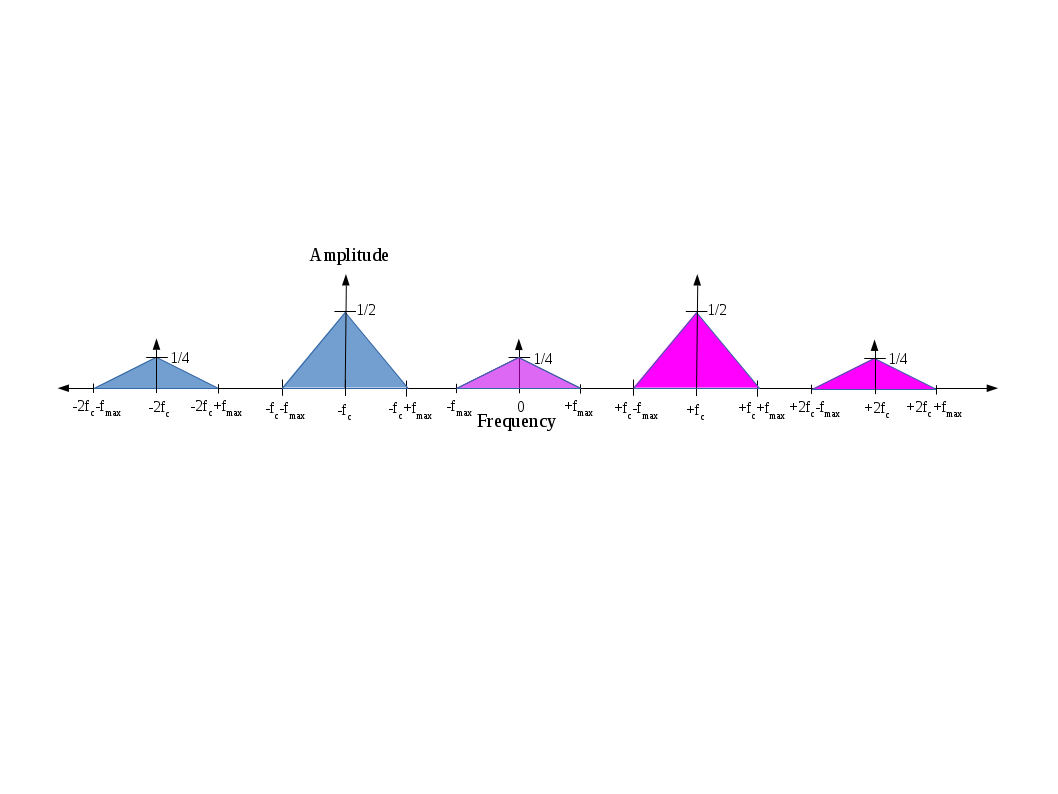 Amplitude
1/2 1/2
1/4 1/4 1/4
-2fc-fmax -2fc -2fc+fmax -fc-fmax -fc -fc+fmax -fmax 0 +fmax +fc-fmax +fc +fc+fmax +2fc-fmax +2fc +2fc+fmax
Frequency